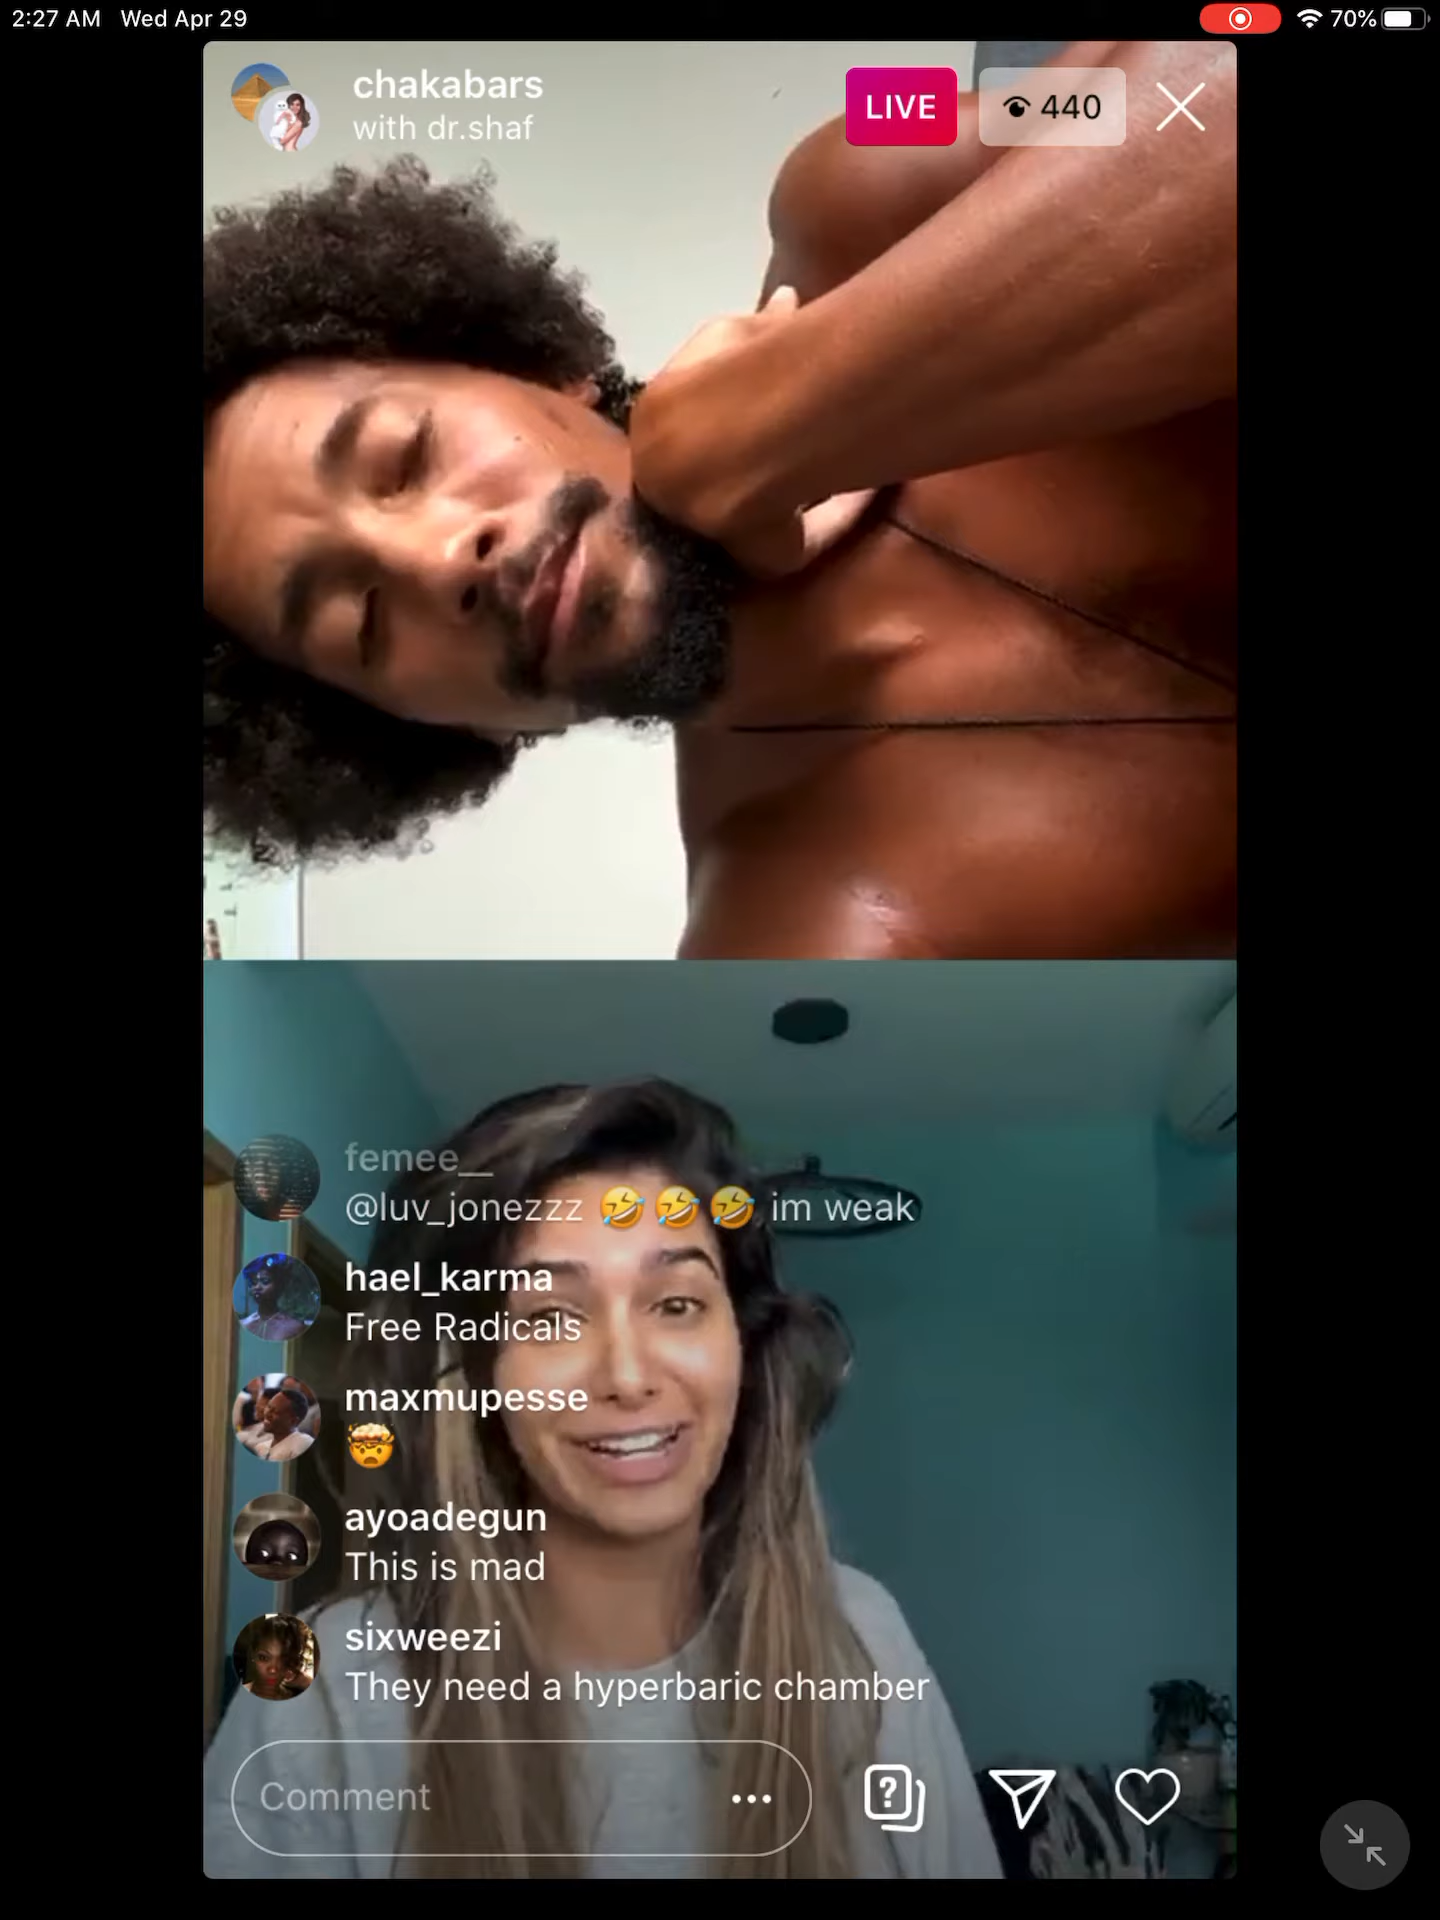 2:27 AM Wed Apr 29
70%
chakabars
with dr.shaf
LIVE
440
femee__
@luv_jonezzz 🤣🤣🤣 im weak
hael_karma
Free Radicals
maxmupesse
🤯
ayoadegun
This is mad
sixweezi
They need a hyperbaric chamber
Comment